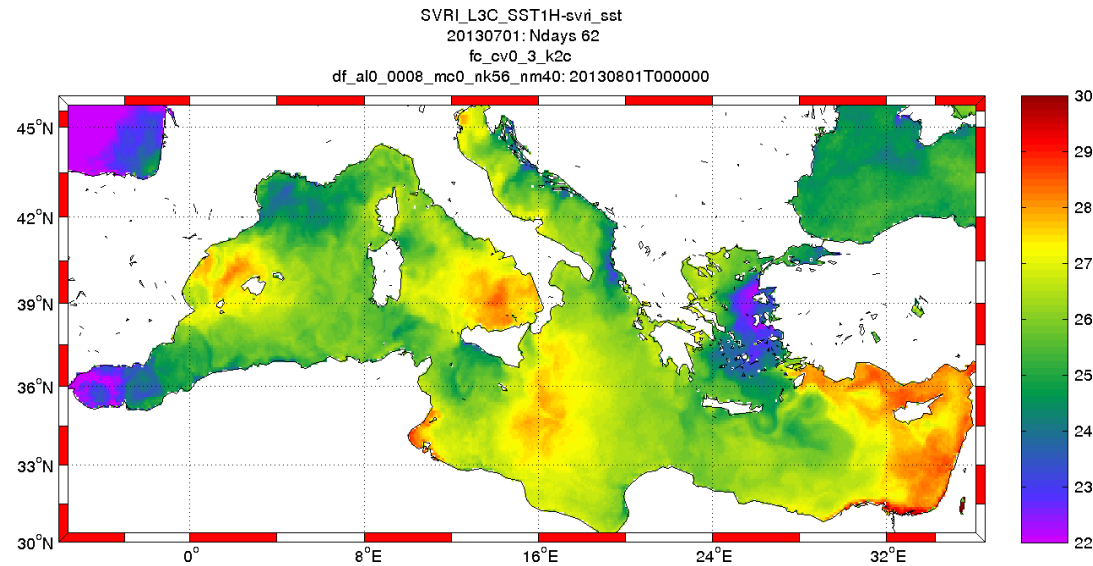 SVRI_L3C_SST1H-svri_sst
20130701: Ndays 62
fc_cv0_3_k2c
df_al0_0008_mc0_nk56_nm40: 20130801T000000
45°N
42°N
39°N
36°N
33°N
30°N
0°
8°E
16°E
24°E
32°E
30
29
28
27
26
25
24
23
22